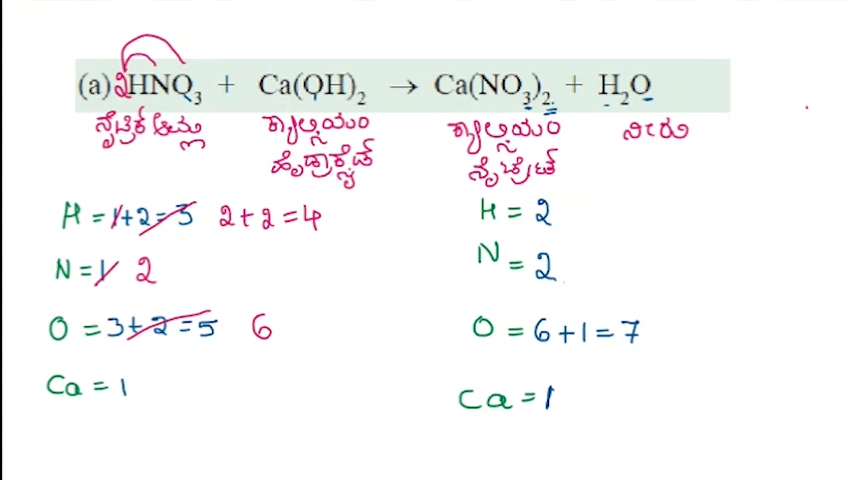 (a) 2HNO₃ + Ca(OH)₂ → Ca(NO₃)₂ + H₂O
ನೈಟ್ರಿಕ್ ಆಮ್ಲ ಕ್ಯಾಲ್ಸಿಯಂ ಹೈಡ್ರಾಕ್ಸೈಡ್ ಕ್ಯಾಲ್ಸಿಯಂ ನೈಟ್ರೇಟ್ ನೀರು
H = 1+2=3 2+2=4 H = 2
N = 1 2 N = 2
O = 3+2=5 6 O = 6+1=7
Ca = 1 Ca = 1